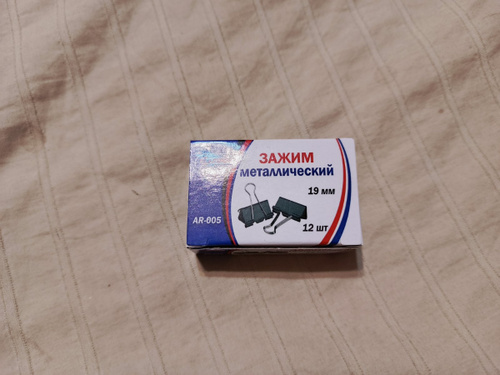 ЗАЖИМ
металлический
19 мм
12 шт
AR-005